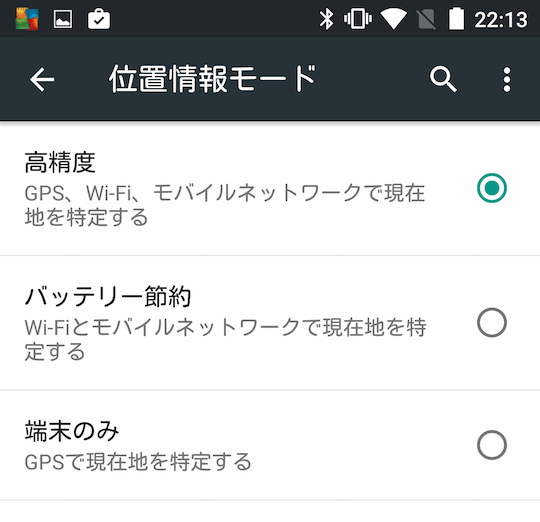 22:13
位置情報モード
高精度
GPS、Wi-Fi、モバイルネットワークで現在
地を特定する
バッテリー節約
Wi-Fiとモバイルネットワークで現在地を特
定する
端末のみ
GPSで現在地を特定する